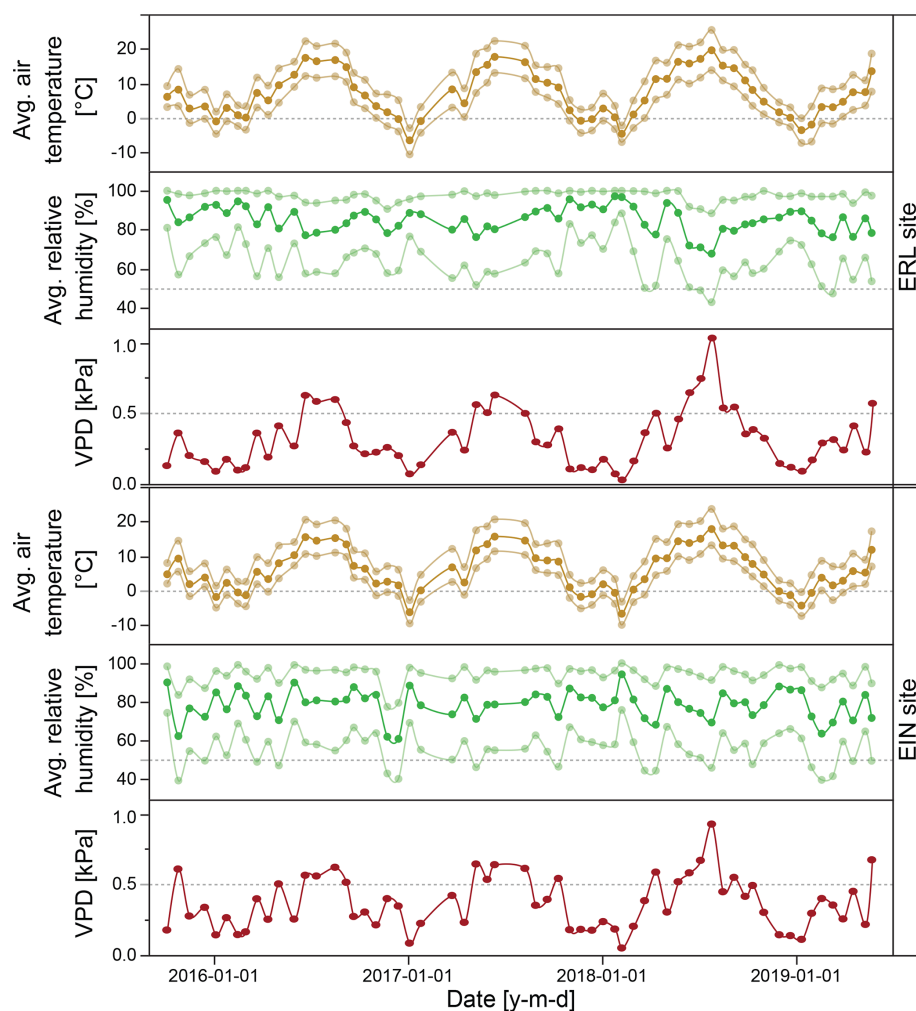 Avg. air
temperature
[°C]
20
10
0
-10
Avg. relative
humidity [%]
100
80
60
40
ERL site
VPD [kPa]
1.0
0.5
0.0
Avg. air
temperature
[°C]
20
10
0
-10
Avg. relative
humidity [%]
100
80
60
40
EIN site
VPD [kPa]
1.0
0.5
0.0
2016-01-01 2017-01-01 2018-01-01 2019-01-01
Date [y-m-d]